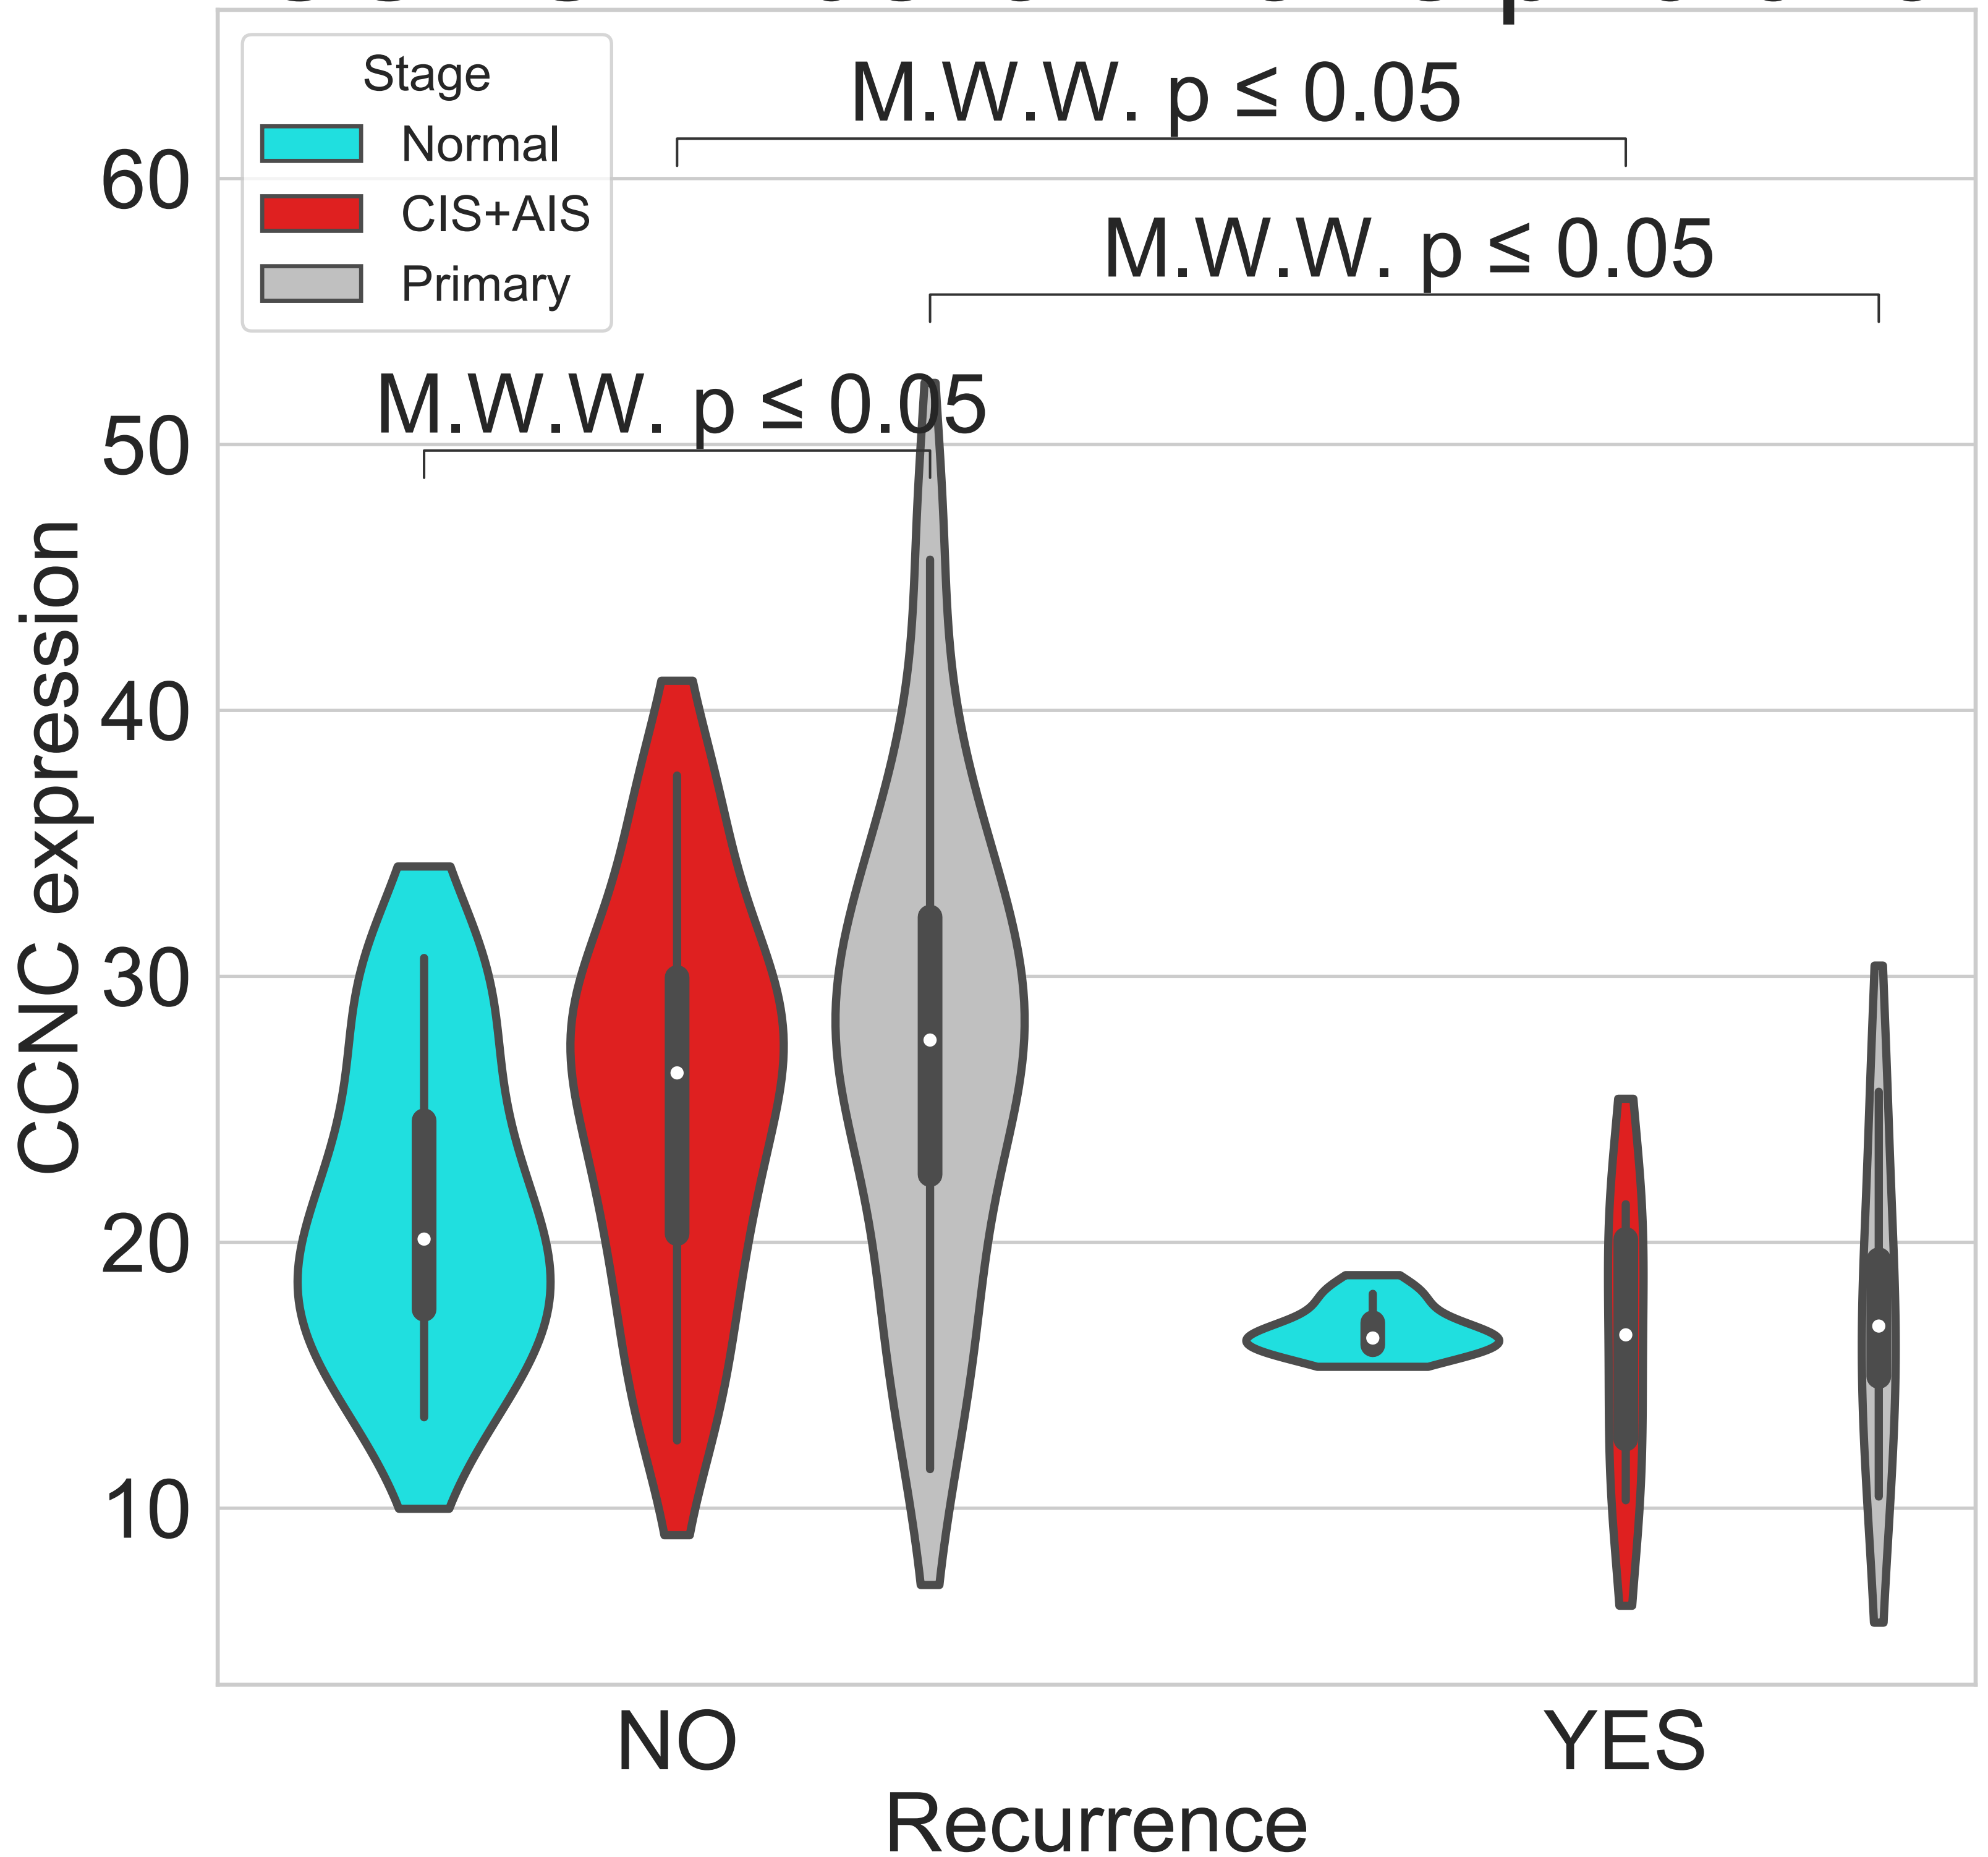 Stage
Normal
CIS+AIS
Primary
M.W.W. p ≤ 0.05
M.W.W. p ≤ 0.05
M.W.W. p ≤ 0.05
60
50
40
30
20
10
CCNC expression
NO
YES
Recurrence